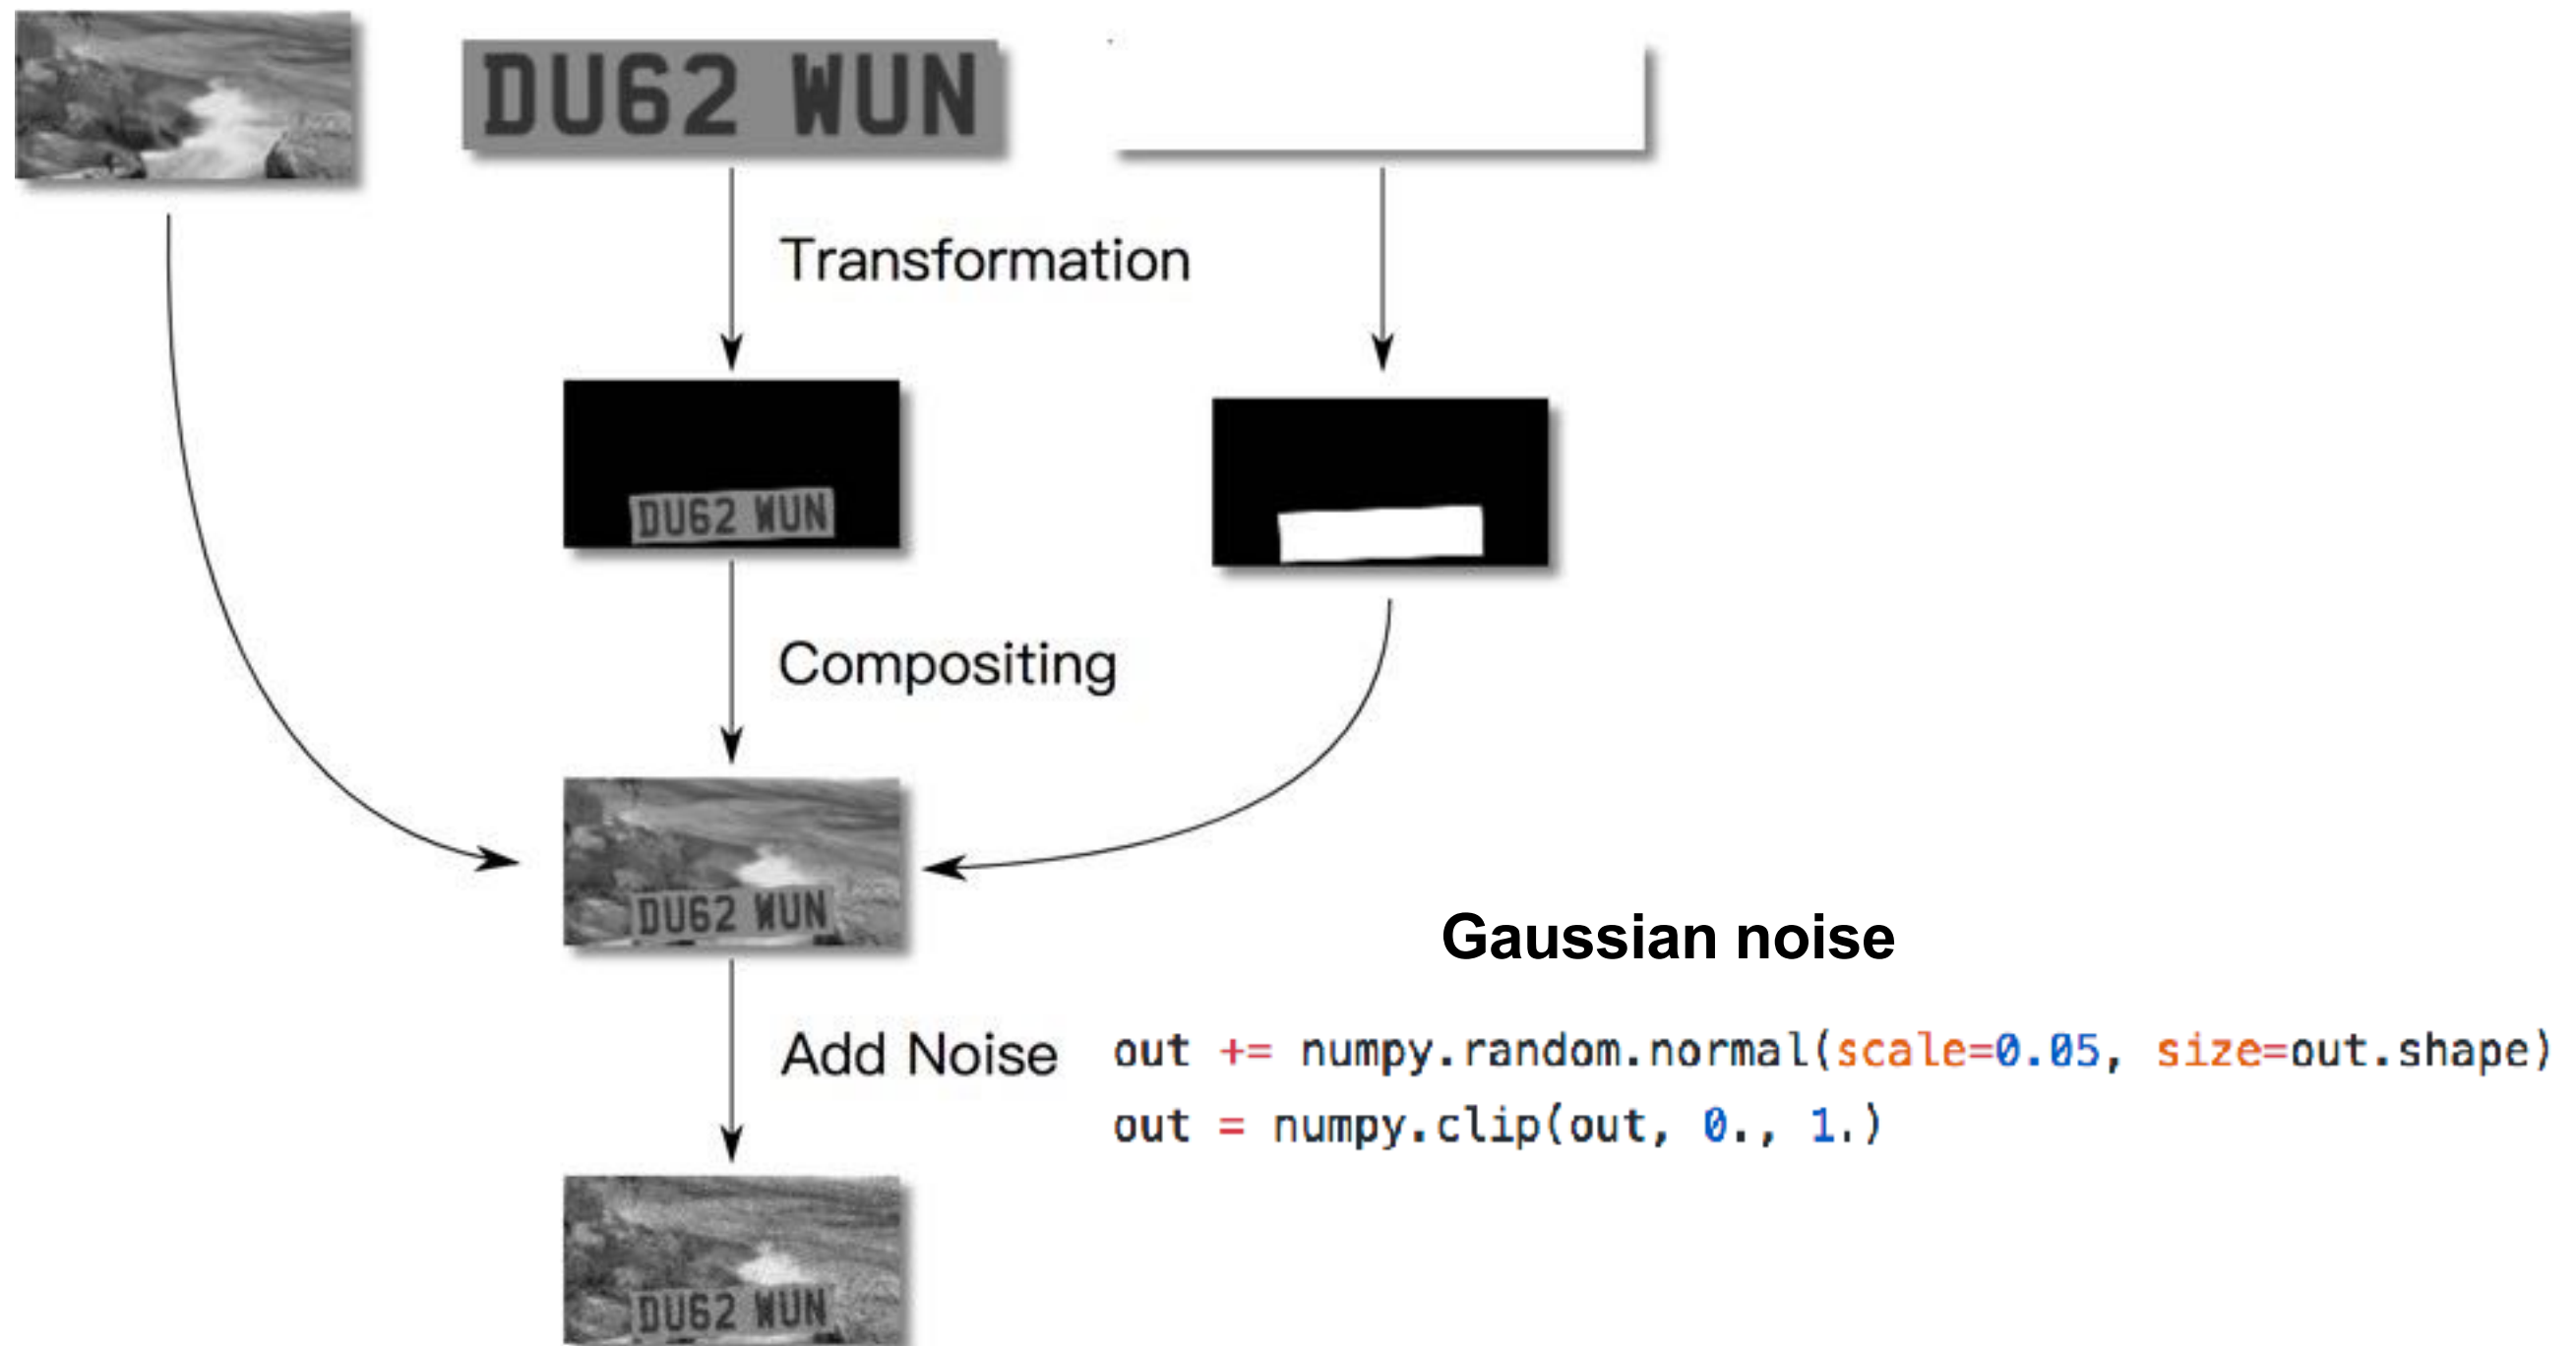 DU62 WUN
Transformation
DU62 WUN
Compositing
DU62 WUN
Gaussian noise
Add Noise
out += numpy.random.normal(scale=0.05, size=out.shape)
out = numpy.clip(out, 0., 1.)
DU62 WUN